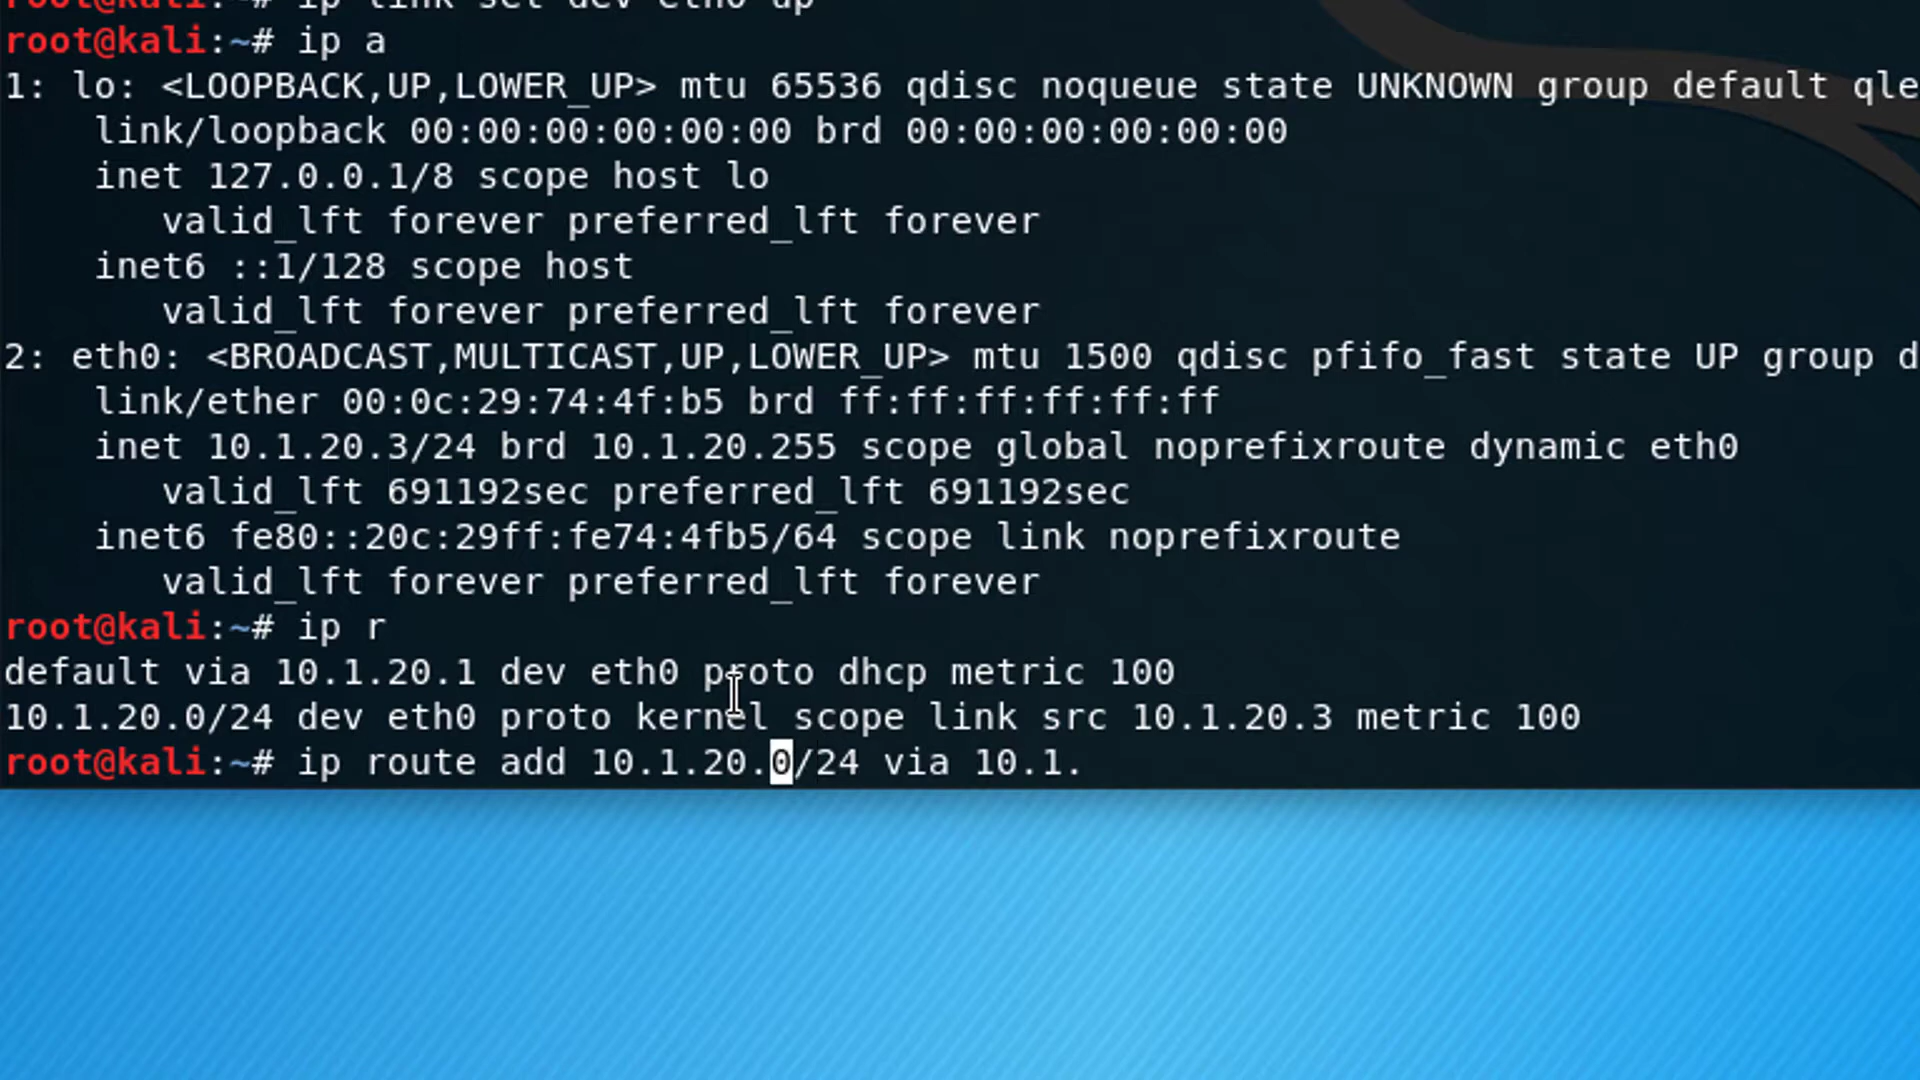 root@kali:~# ip link set dev eth0 up
root@kali:~# ip a
1: lo: <LOOPBACK,UP,LOWER_UP> mtu 65536 qdisc noqueue state UNKNOWN group default qle
link/loopback 00:00:00:00:00:00 brd 00:00:00:00:00:00
inet 127.0.0.1/8 scope host lo
valid_lft forever preferred_lft forever
inet6 ::1/128 scope host
valid_lft forever preferred_lft forever
2: eth0: <BROADCAST,MULTICAST,UP,LOWER_UP> mtu 1500 qdisc pfifo_fast state UP group d
link/ether 00:0c:29:74:4f:b5 brd ff:ff:ff:ff:ff:ff
inet 10.1.20.3/24 brd 10.1.20.255 scope global noprefixroute dynamic eth0
valid_lft 691192sec preferred_lft 691192sec
inet6 fe80::20c:29ff:fe74:4fb5/64 scope link noprefixroute
valid_lft forever preferred_lft forever
root@kali:~# ip r
default via 10.1.20.1 dev eth0 proto dhcp metric 100
10.1.20.0/24 dev eth0 proto kernel scope link src 10.1.20.3 metric 100
root@kali:~# ip route add 10.1.20.0/24 via 10.1.